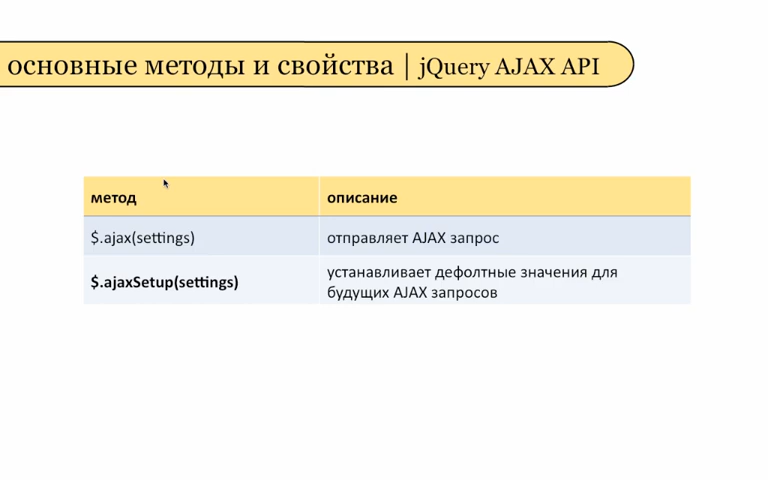 основные методы и свойства | jQuery AJAX API
метод описание
$.ajax(settings) отправляет AJAX запрос
$.ajaxSetup(settings) устанавливает дефолтные значения для
будущих AJAX запросов